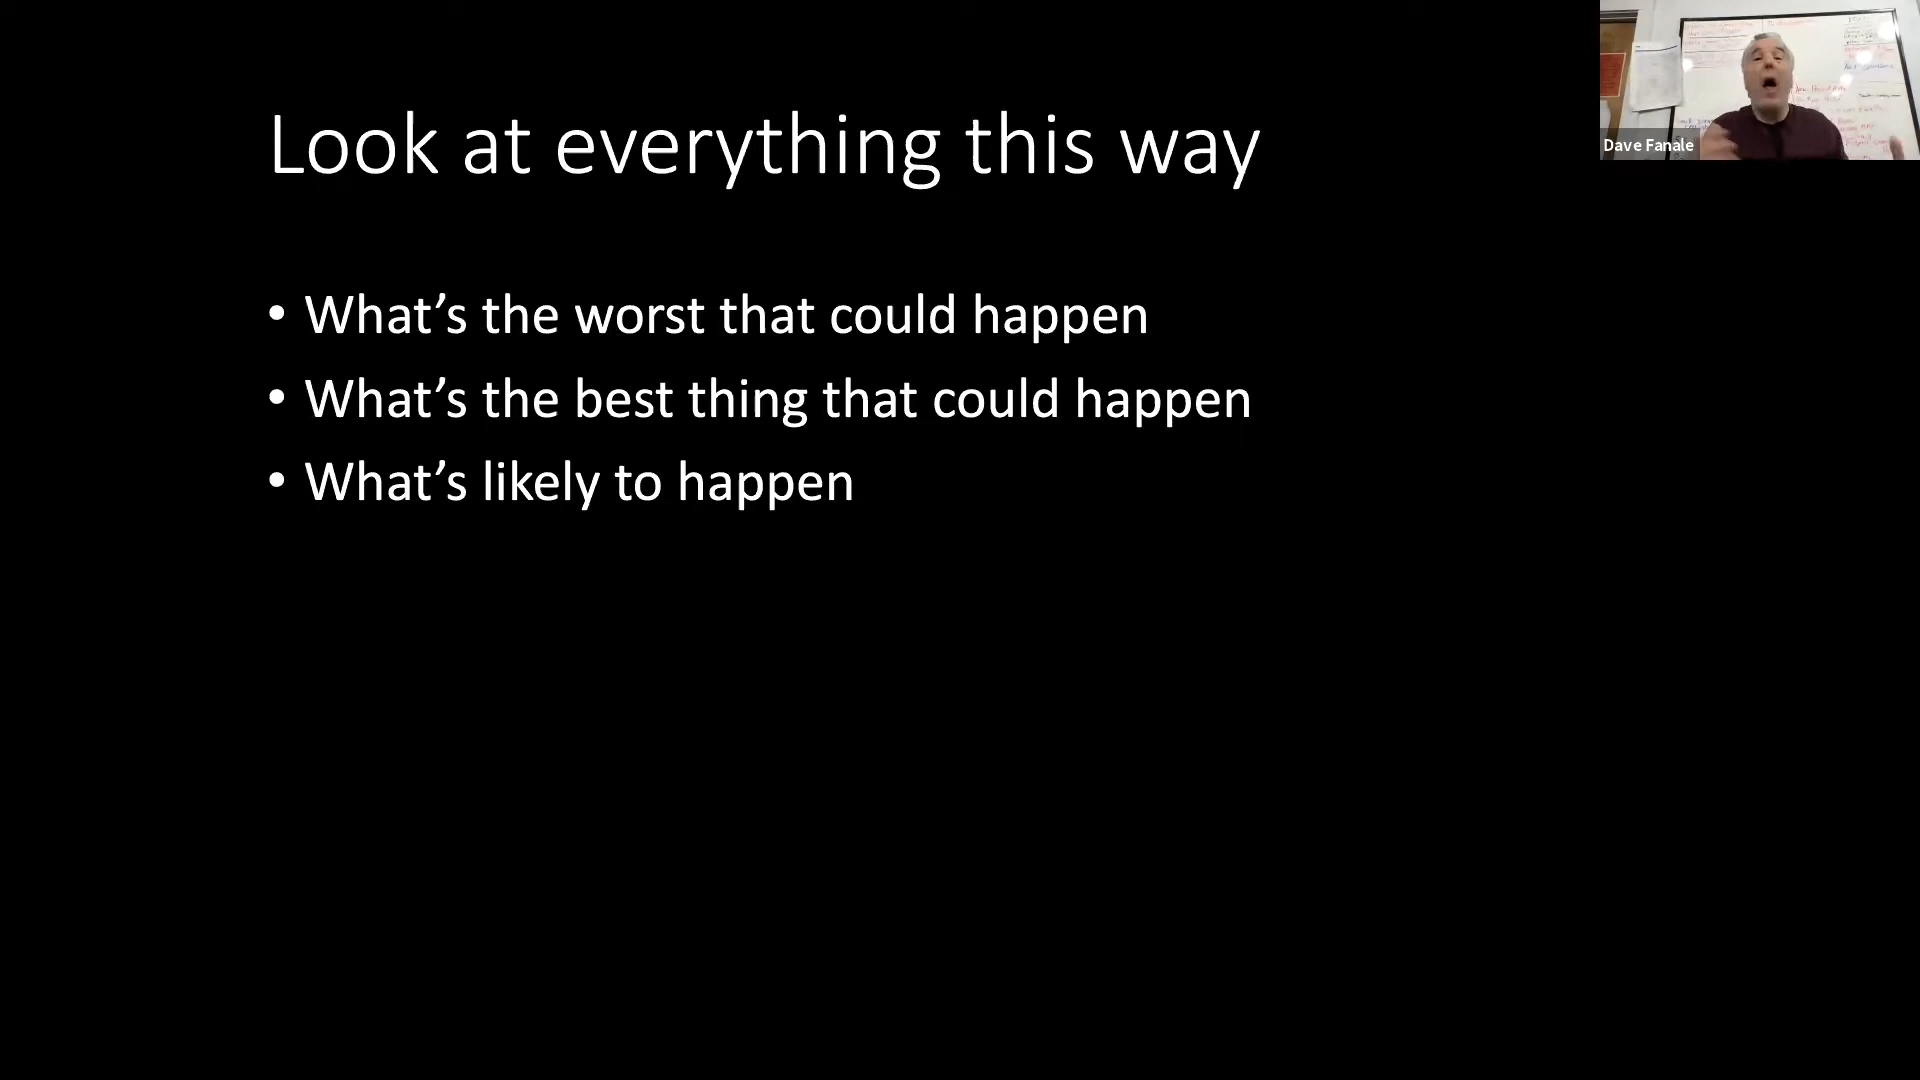 Look at everything this way
• What’s the worst that could happen
• What’s the best thing that could happen
• What’s likely to happen
Dave Fanale